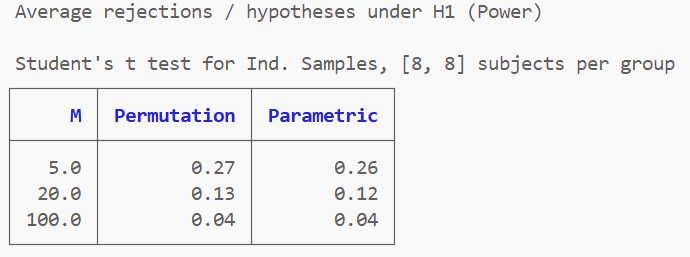 Average rejections / hypotheses under H1 (Power)
Student's t test for Ind. Samples, [8, 8] subjects per group
M Permutation Parametric
5.0 0.27 0.26
20.0 0.13 0.12
100.0 0.04 0.04